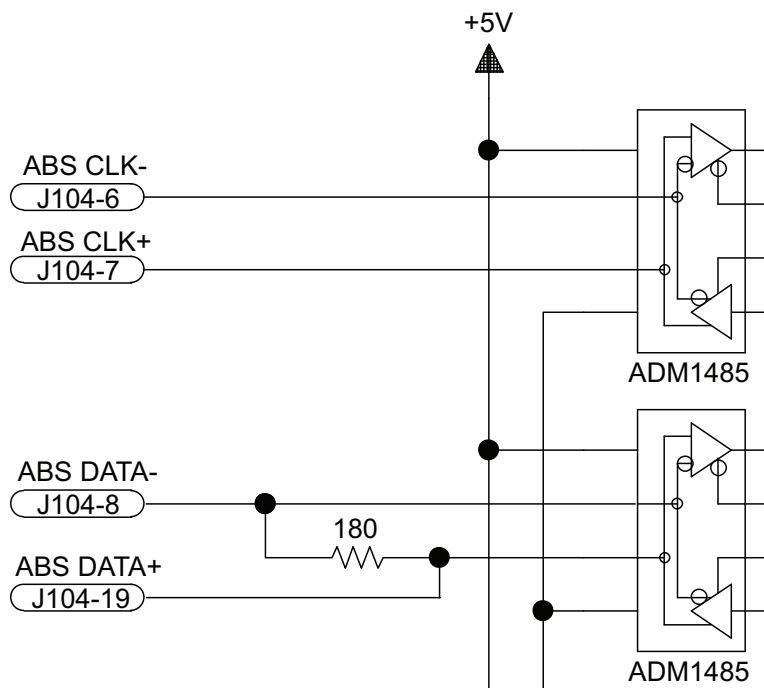 +5V
ABS CLK-
J104-6
ABS CLK+
J104-7
ADM1485
ABS DATA-
J104-8
180
ABS DATA+
J104-19
ADM1485